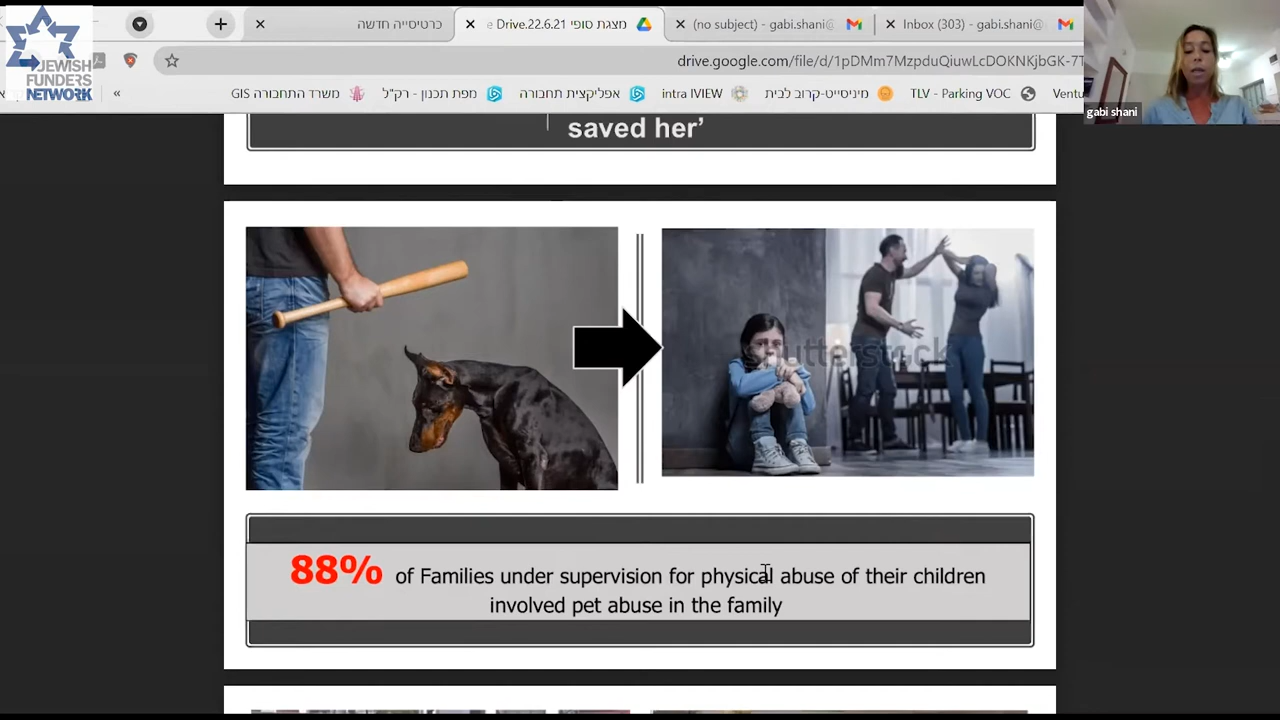 JEWISH
FUNDERS
NETWORK
כרטיסייה חדשה
מצגת סופי 22.6.21.Drive
(no subject) - gabi.shani@
Inbox (303) - gabi.shani@
drive.google.com/file/d/1pDMm7MzpduQiuwLcDOKNKjbGK-7T
משרד התחבורה GIS
מפת תכנון - רק"ל
אפליקצית תחבורה
intra IVIEW
מיניסייט-קרוב לבית
TLV - Parking VOC
Ventu
gabi shani
saved her'
shutterstock
88% of Families under supervision for physical abuse of their children
involved pet abuse in the family